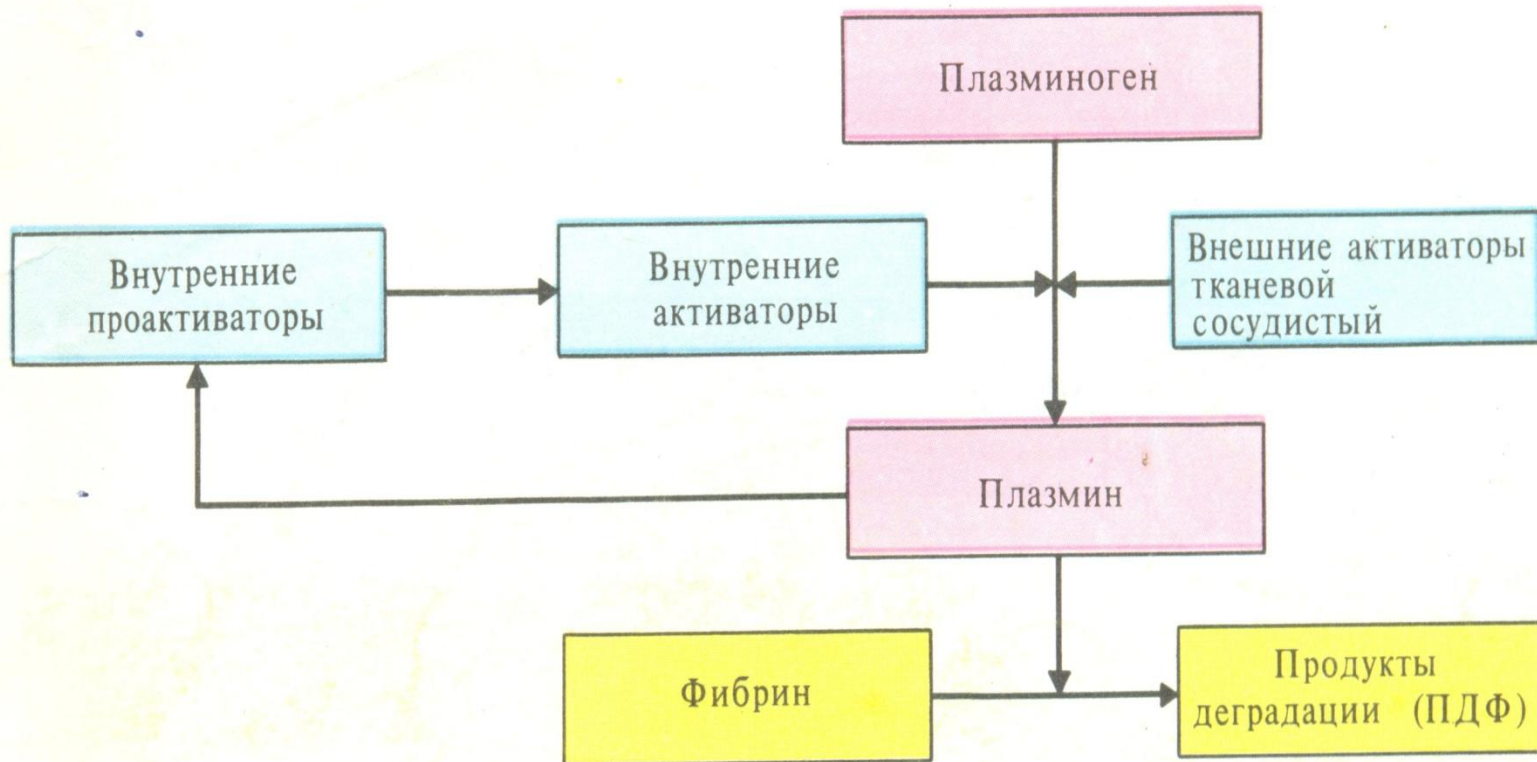 Плазминоген
Внутренние
проактиваторы
Внутренние
активаторы
Внешние активаторы
тканевой
сосудистый
Плазмин
Фибрин
Продукты
деградации (ПДФ)